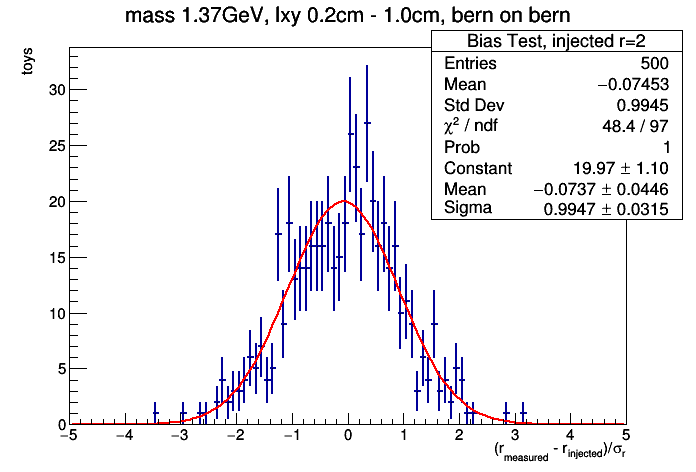 mass 1.37GeV, lxy 0.2cm - 1.0cm, bern on bern
Bias Test, injected r=2
Entries 500
Mean −0.07453
Std Dev 0.9945
χ² / ndf 48.4 / 97
Prob 1
Constant 19.97 ± 1.10
Mean −0.0737 ± 0.0446
Sigma 0.9947 ± 0.0315
toys
30
25
20
15
10
5
0
−5 −4 −3 −2 −1 0 1 2 3 4 5
(r_measured - r_injected)/σ_r